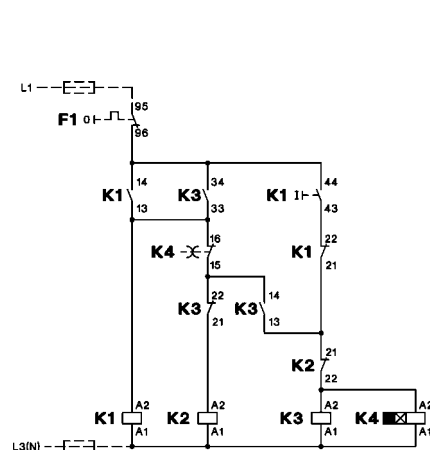 L1
95
F1 0
96
14 34 44
K1 K3 K1 I
13 33 43
16 22
K4 K1
15 21
22 14
K3 K3
21 13
21
K2
22
A2 A2 A2 A2
K1 K2 K3 K4
A1 A1 A1 A1
L3(N)